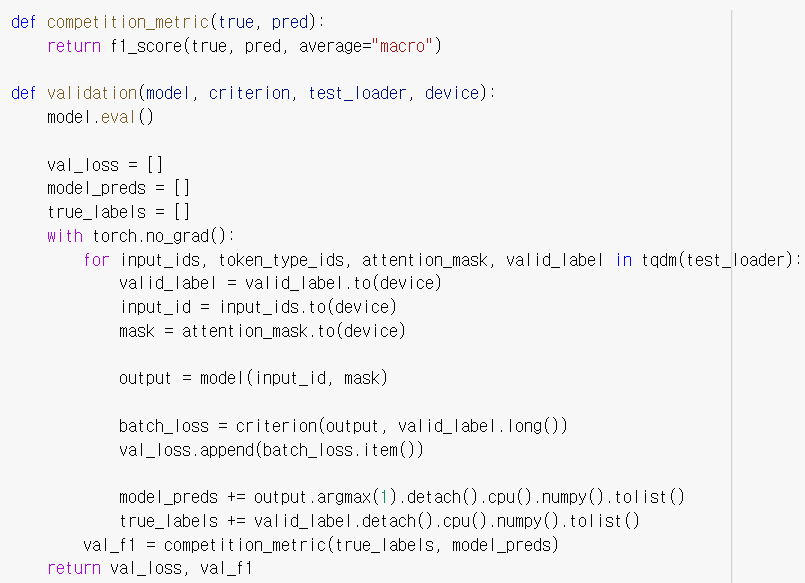 def competition_metric(true, pred):
    return f1_score(true, pred, average="macro")

def validation(model, criterion, test_loader, device):
    model.eval()

    val_loss = []
    model_preds = []
    true_labels = []
    with torch.no_grad():
        for input_ids, token_type_ids, attention_mask, valid_label in tqdm(test_loader):
            valid_label = valid_label.to(device)
            input_id = input_ids.to(device)
            mask = attention_mask.to(device)

            output = model(input_id, mask)

            batch_loss = criterion(output, valid_label.long())
            val_loss.append(batch_loss.item())

            model_preds += output.argmax(1).detach().cpu().numpy().tolist()
            true_labels += valid_label.detach().cpu().numpy().tolist()
        val_f1 = competition_metric(true_labels, model_preds)
    return val_loss, val_f1